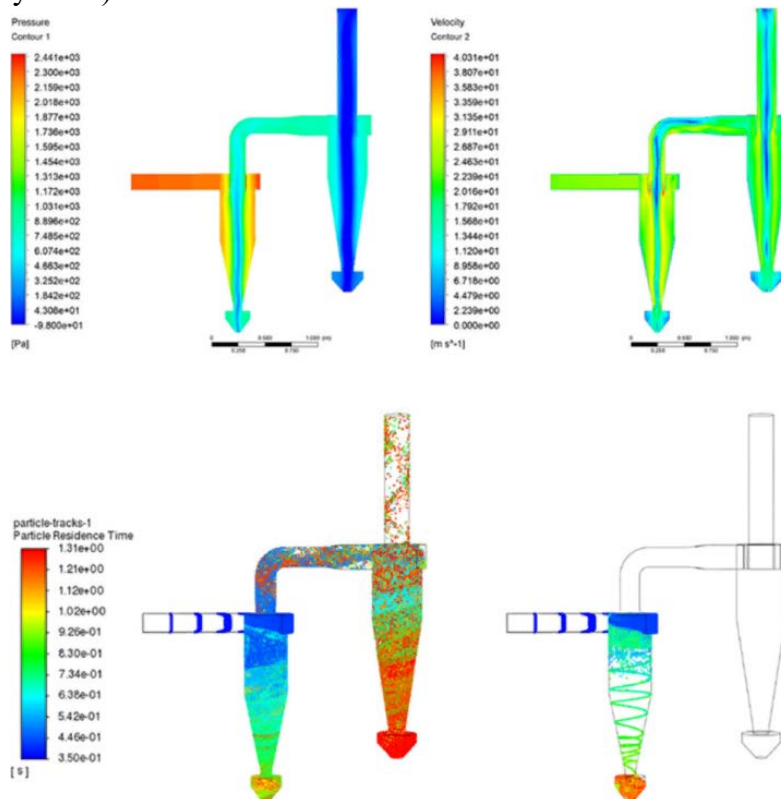 Pressure
Contour 1
2.441e+03
2.300e+03
2.159e+03
2.018e+03
1.877e+03
1.736e+03
1.595e+03
1.454e+03
1.313e+03
1.172e+03
1.031e+03
8.896e+02
7.485e+02
6.074e+02
4.663e+02
3.252e+02
1.842e+02
4.308e+01
-9.800e+01
[Pa]
Velocity
Contour 2
4.031e+01
3.807e+01
3.583e+01
3.359e+01
3.135e+01
2.911e+01
2.687e+01
2.463e+01
2.239e+01
2.016e+01
1.792e+01
1.568e+01
1.344e+01
1.120e+01
8.958e+00
6.718e+00
4.479e+00
2.239e+00
0.000e+00
[m s^-1]
particle-tracks-1
Particle Residence Time
1.31e+00
1.21e+00
1.12e+00
1.02e+00
9.26e-01
8.30e-01
7.34e-01
6.38e-01
5.42e-01
4.46e-01
3.50e-01
[ s ]